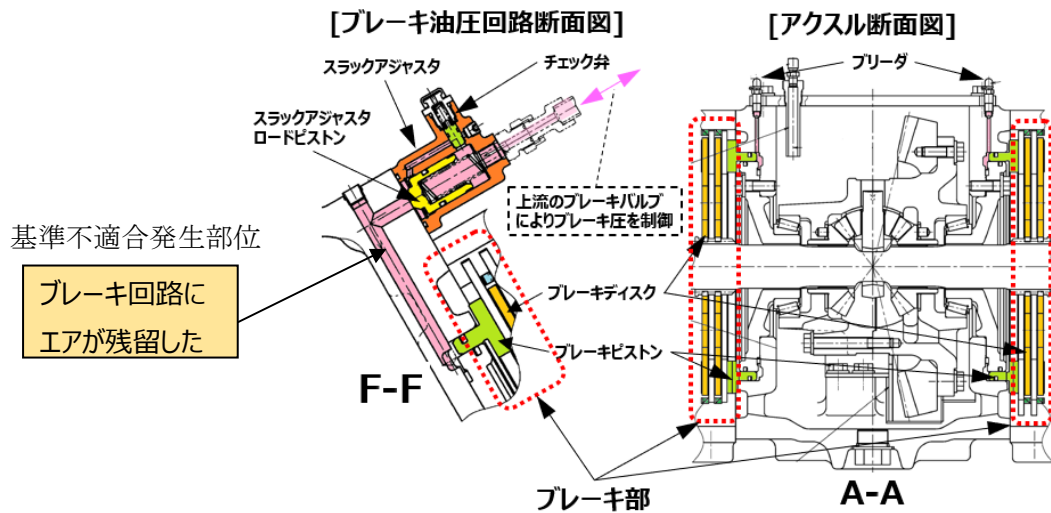 [ブレーキ油圧回路断面図]
[アクスル断面図]
スラックアジャスタ
チェック弁
ブリーダ
スラックアジャスタ
ロードピストン
上流のブレーキバルブ
によりブレーキ圧を制御
基準不適合発生部位
ブレーキ回路に
エアが残留した
ブレーキディスク
ブレーキピストン
F-F
ブレーキ部
A-A